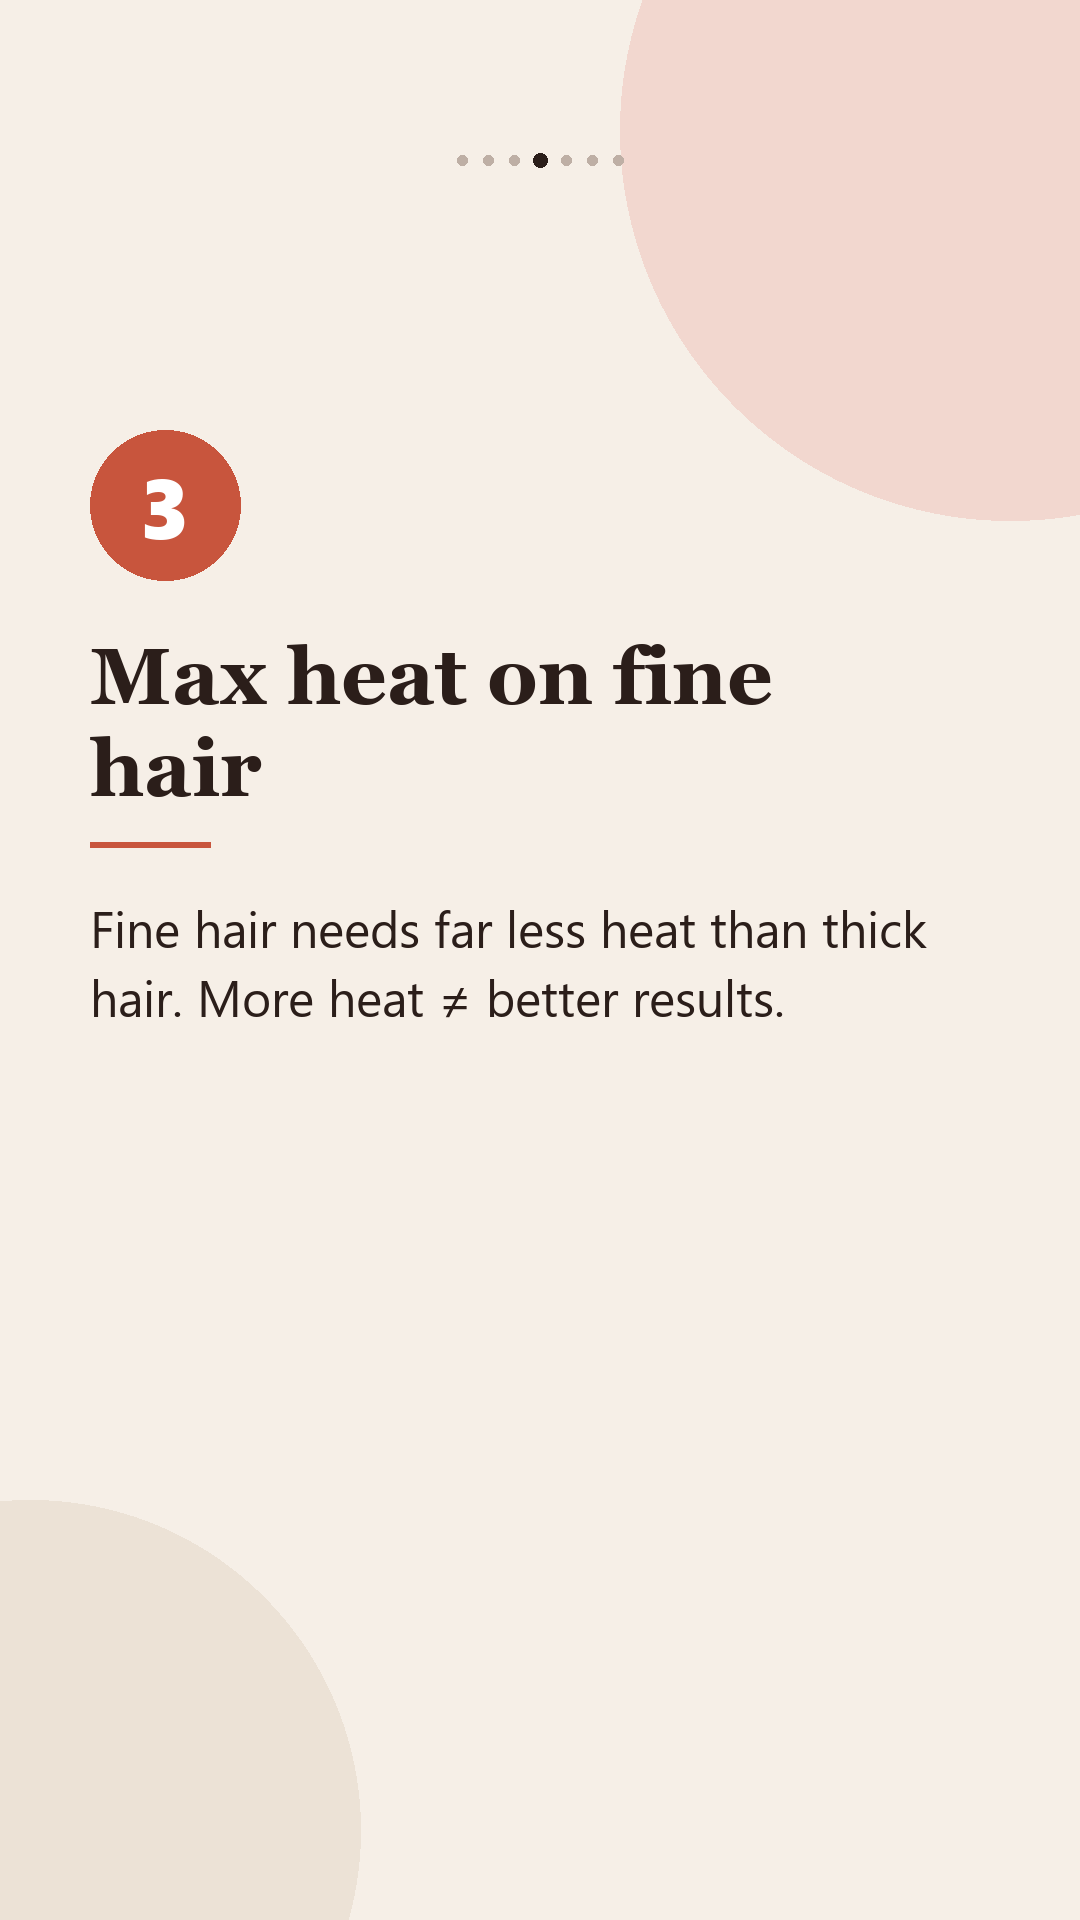 3
Max heat on fine
hair
Fine hair needs far less heat than thick
hair. More heat ≠ better results.